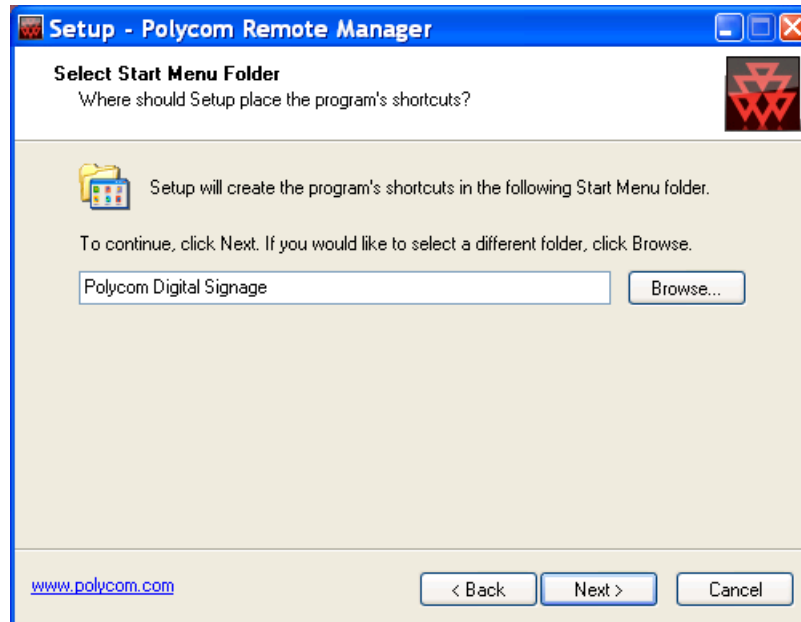 Setup - Polycom Remote Manager
Select Start Menu Folder
Where should Setup place the program's shortcuts?
Setup will create the program's shortcuts in the following Start Menu folder.
To continue, click Next. If you would like to select a different folder, click Browse.
Polycom Digital Signage
Browse...
www.polycom.com
< Back
Next >
Cancel